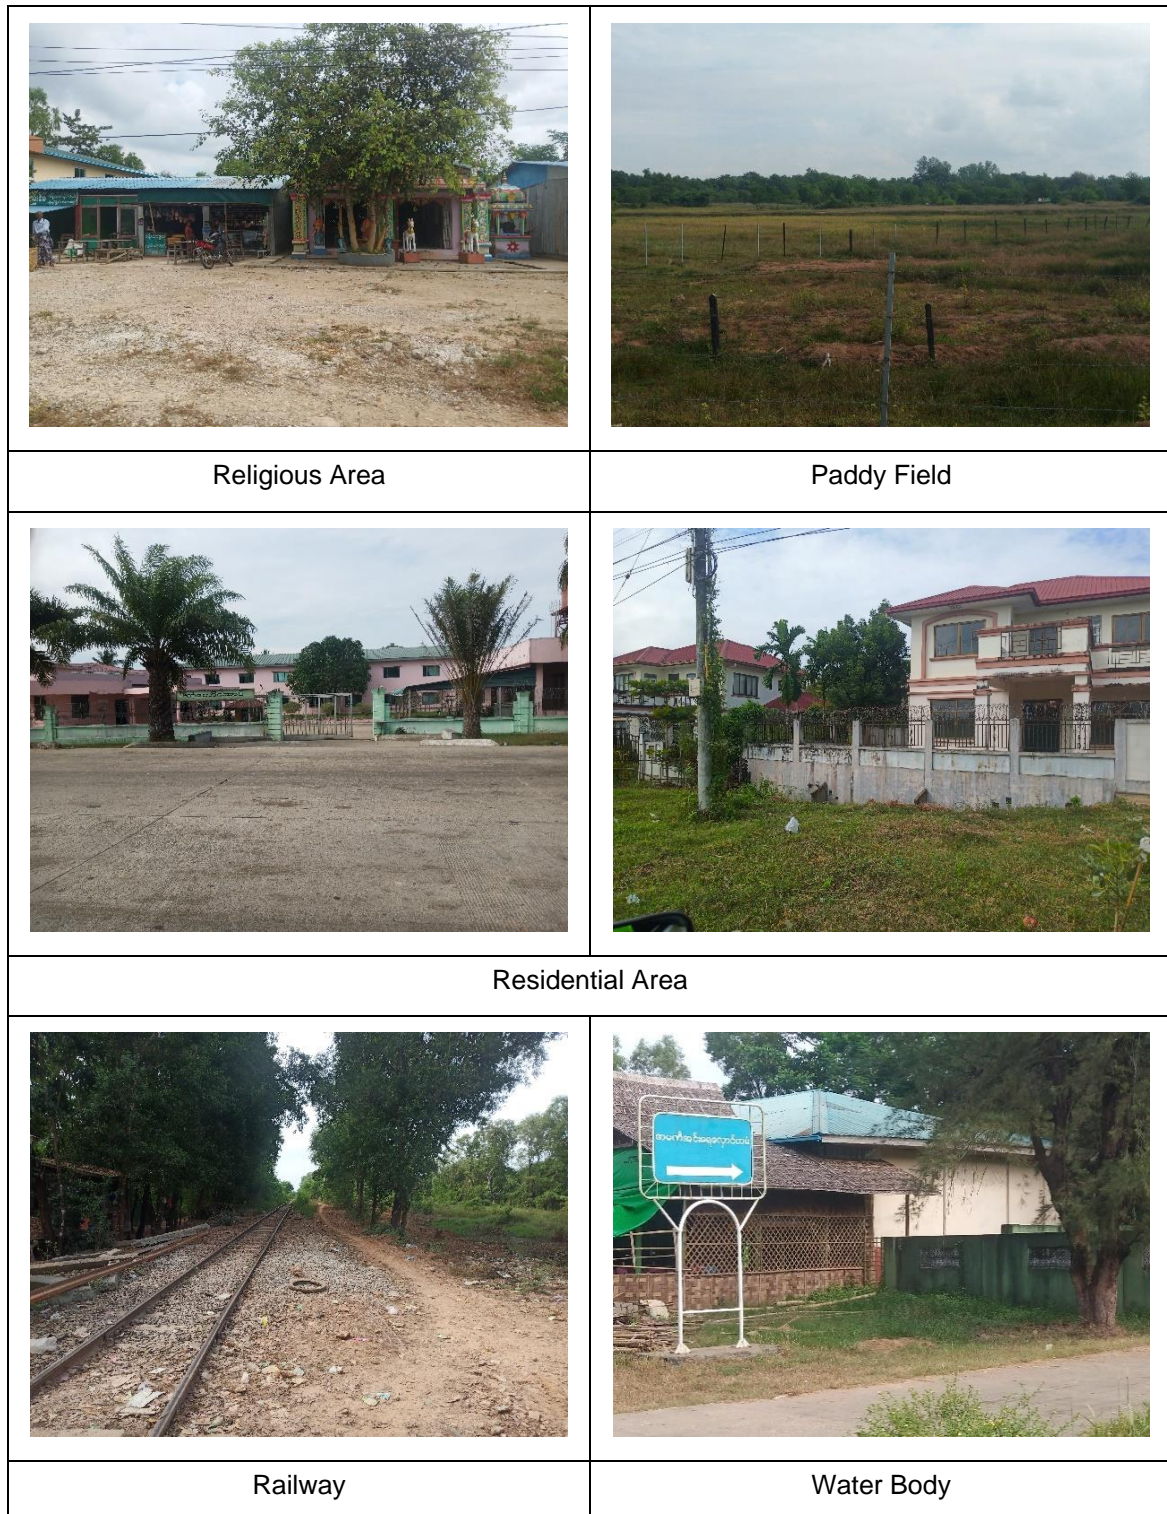 Religious Area
Paddy Field
Residential Area
Railway
Water Body